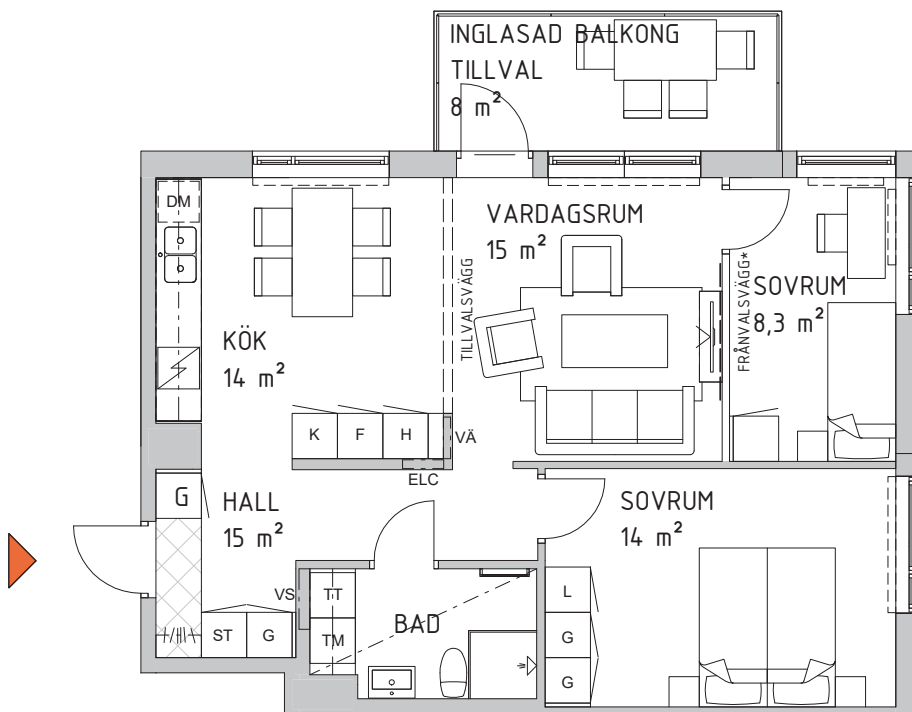 INGLASAD BALKONG
TILLVAL
8 m²
DM
VARDAGSRUM
15 m²
TILLVALSVÄGG
FRÅNVALSVÄGG*
SOVRUM
8,3 m²
KÖK
14 m²
K
F
H
VÄ
ELC
G
HALL
15 m²
SOVRUM
14 m²
VS
TT
TM
BAD
ST
G
L
G
G